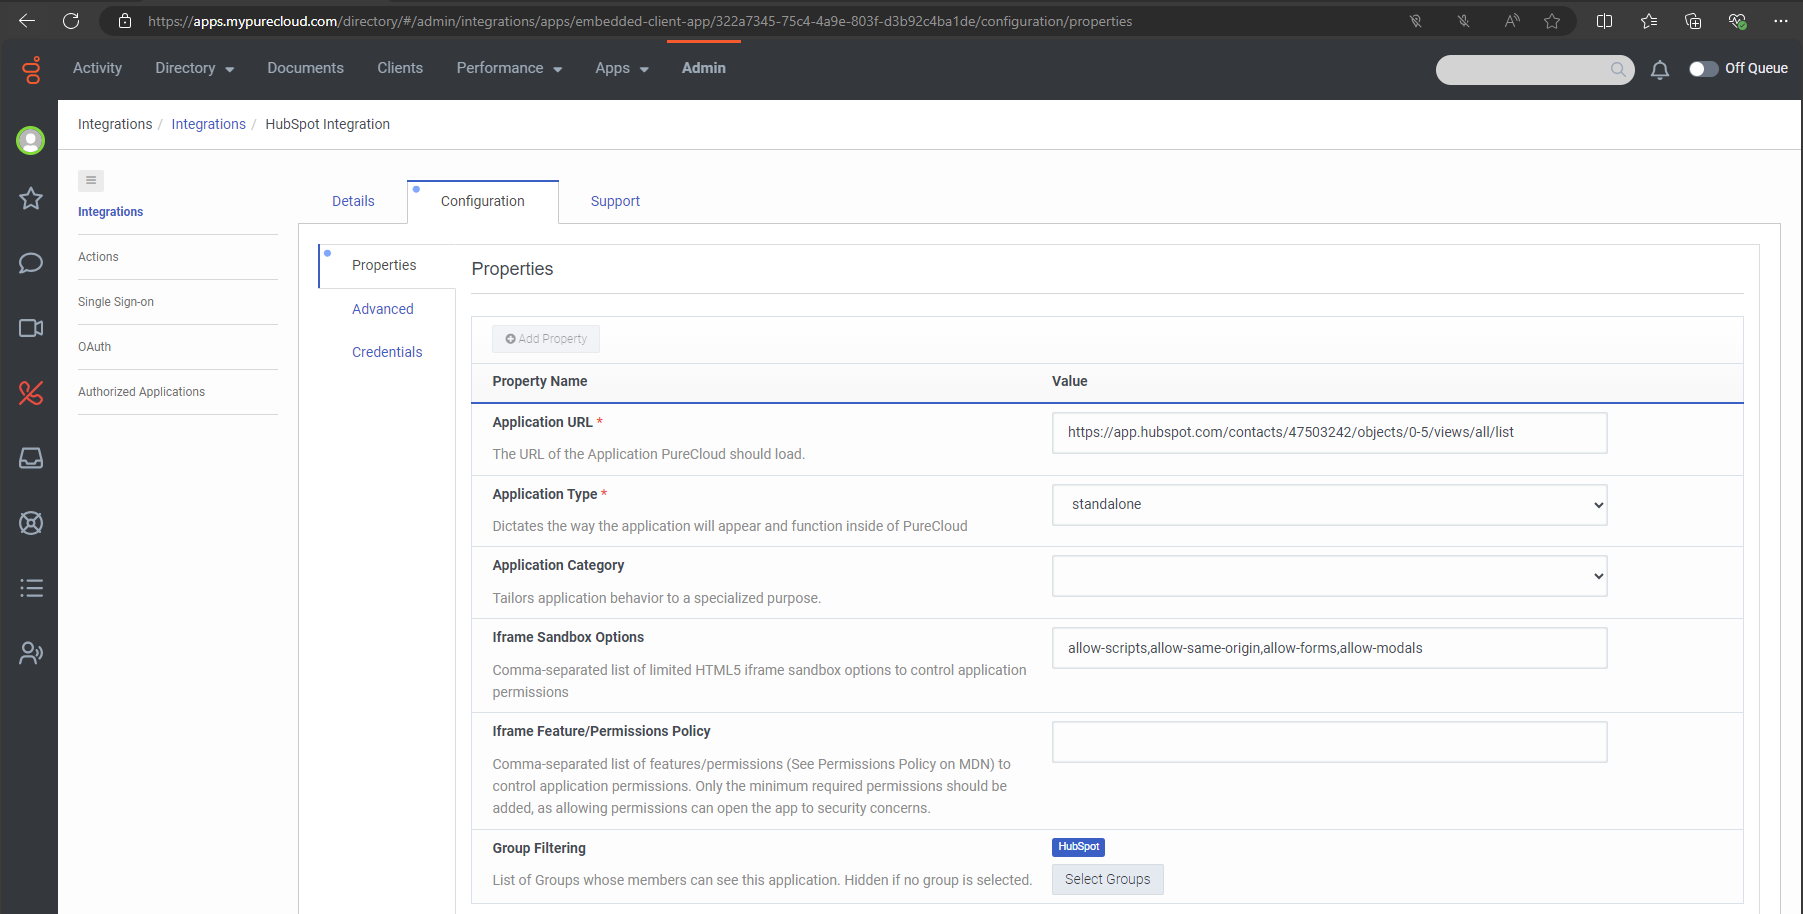 https://apps.mypurecloud.com/directory/#/admin/integrations/apps/embedded-client-app/322a7345-75c4-4a9e-803f-d3b92c4ba1de/configuration/properties
Activity Directory Documents Clients Performance Apps Admin Off Queue
Integrations / Integrations / HubSpot Integration
Integrations
Actions
Single Sign-on
OAuth
Authorized Applications
Details Configuration Support
Properties
Advanced
Credentials
Properties
Add Property
Property Name Value
Application URL * https://app.hubspot.com/contacts/47503242/objects/0-5/views/all/list
The URL of the Application PureCloud should load.
Application Type * standalone
Dictates the way the application will appear and function inside of PureCloud
Application Category
Tailors application behavior to a specialized purpose.
Iframe Sandbox Options allow-scripts,allow-same-origin,allow-forms,allow-modals
Comma-separated list of limited HTML5 iframe sandbox options to control application
permissions
Iframe Feature/Permissions Policy
Comma-separated list of features/permissions (See Permissions Policy on MDN) to
control application permissions. Only the minimum required permissions should be
added, as allowing permissions can open the app to security concerns.
Group Filtering HubSpot
List of Groups whose members can see this application. Hidden if no group is selected. Select Groups